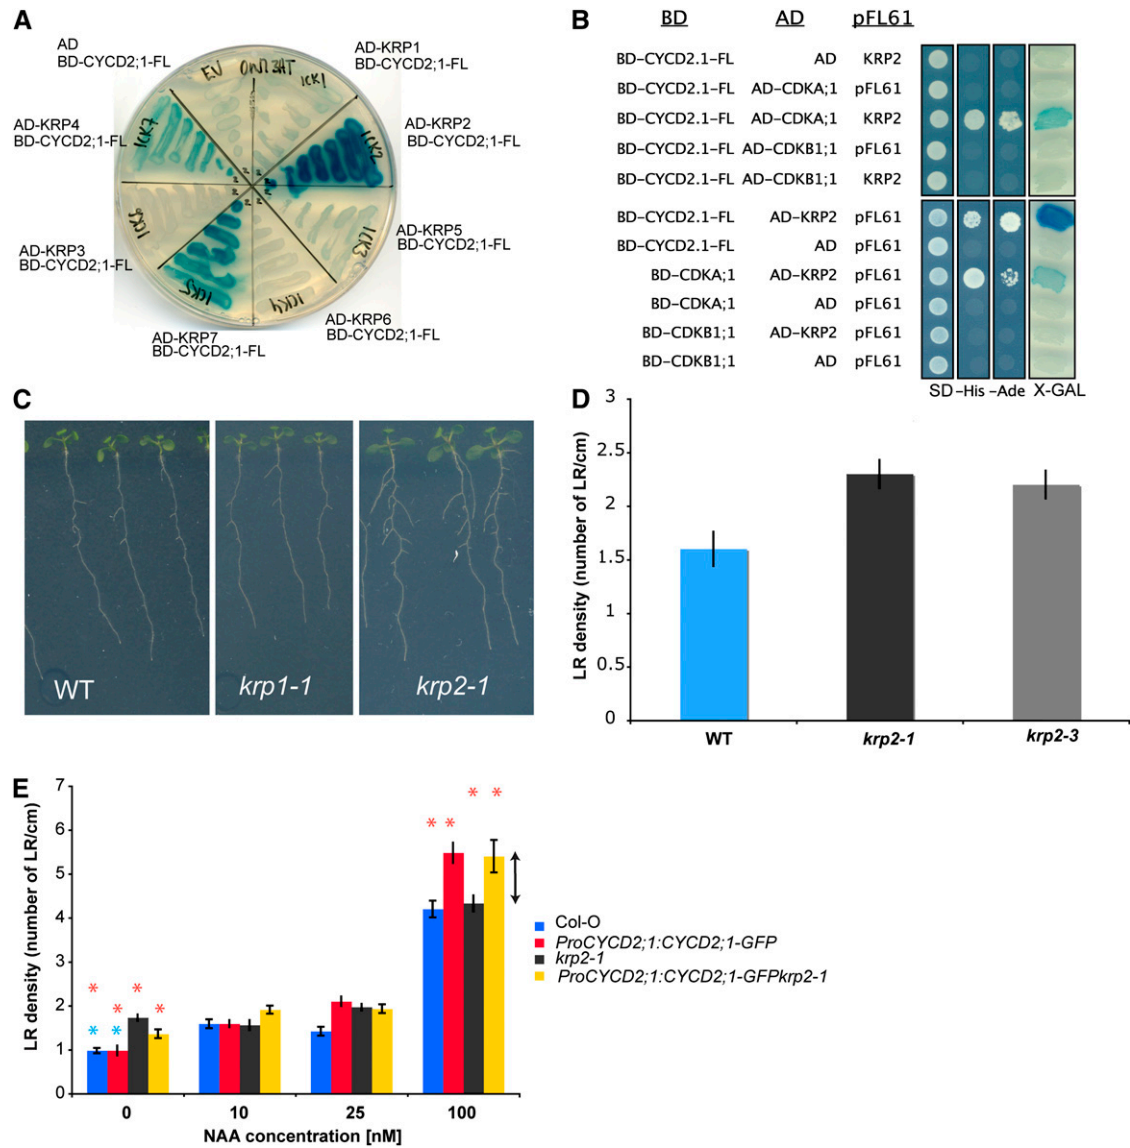 A
AD
BD-CYCD2;1-FL
AD-KRP1
BD-CYCD2;1-FL
AD-KRP4
BD-CYCD2;1-FL
AD-KRP2
BD-CYCD2;1-FL
AD-KRP3
BD-CYCD2;1-FL
AD-KRP5
BD-CYCD2;1-FL
AD-KRP7
BD-CYCD2;1-FL
AD-KRP6
BD-CYCD2;1-FL
EV
ICK1
ICK7
ICK2
ICK6
ICK3
ICK5
ICK4
B
BD AD pFL61
BD-CYCD2.1-FL AD KRP2
BD-CYCD2.1-FL AD-CDKA;1 pFL61
BD-CYCD2.1-FL AD-CDKA;1 KRP2
BD-CYCD2.1-FL AD-CDKB1;1 pFL61
BD-CYCD2.1-FL AD-CDKB1;1 KRP2
BD-CYCD2.1-FL AD-KRP2 pFL61
BD-CYCD2.1-FL AD pFL61
BD-CDKA;1 AD-KRP2 pFL61
BD-CDKA;1 AD pFL61
BD-CDKB1;1 AD-KRP2 pFL61
BD-CDKB1;1 AD pFL61
SD -His -Ade X-GAL
C
WT
krp1-1
krp2-1
D
LR density (number of LR/cm)
3
2.5
2
1.5
1
0.5
0
WT krp2-1 krp2-3
E
LR density (number of LR/cm)
7
6
5
4
3
2
1
0
* * * *
* * * *
* *
0 10 25 100
NAA concentration [nM]
Col-O
ProCYCD2;1:CYCD2;1-GFP
krp2-1
ProCYCD2;1:CYCD2;1-GFPkrp2-1